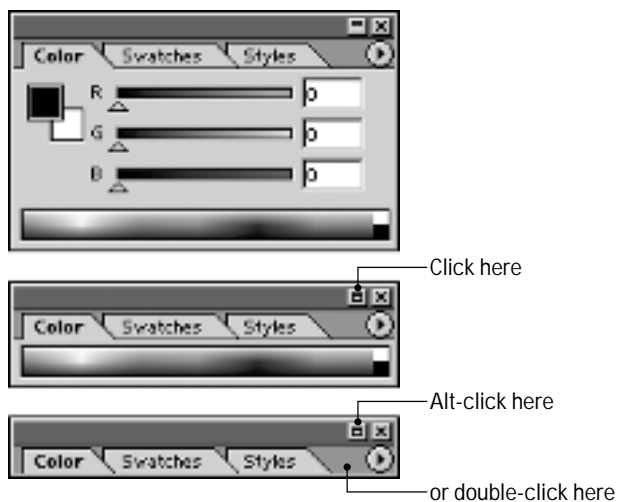 Color Swatches Styles
R 0
G 0
B 0
Click here
Color Swatches Styles
Alt-click here
Color Swatches Styles
or double-click here